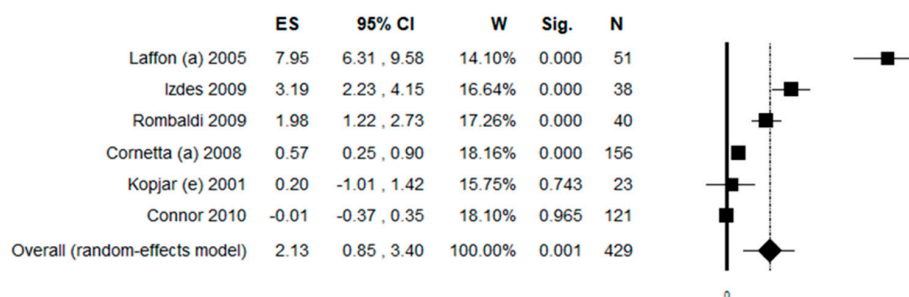 ES 95% CI W Sig. N
Laffon (a) 2005 7.95 6.31 , 9.58 14.10% 0.000 51
Izdes 2009 3.19 2.23 , 4.15 16.64% 0.000 38
Rombaldi 2009 1.98 1.22 , 2.73 17.26% 0.000 40
Cornetta (a) 2008 0.57 0.25 , 0.90 18.16% 0.000 156
Kopjar (e) 2001 0.20 -1.01 , 1.42 15.75% 0.743 23
Connor 2010 -0.01 -0.37 , 0.35 18.10% 0.965 121
Overall (random-effects model) 2.13 0.85 , 3.40 100.00% 0.001 429
0